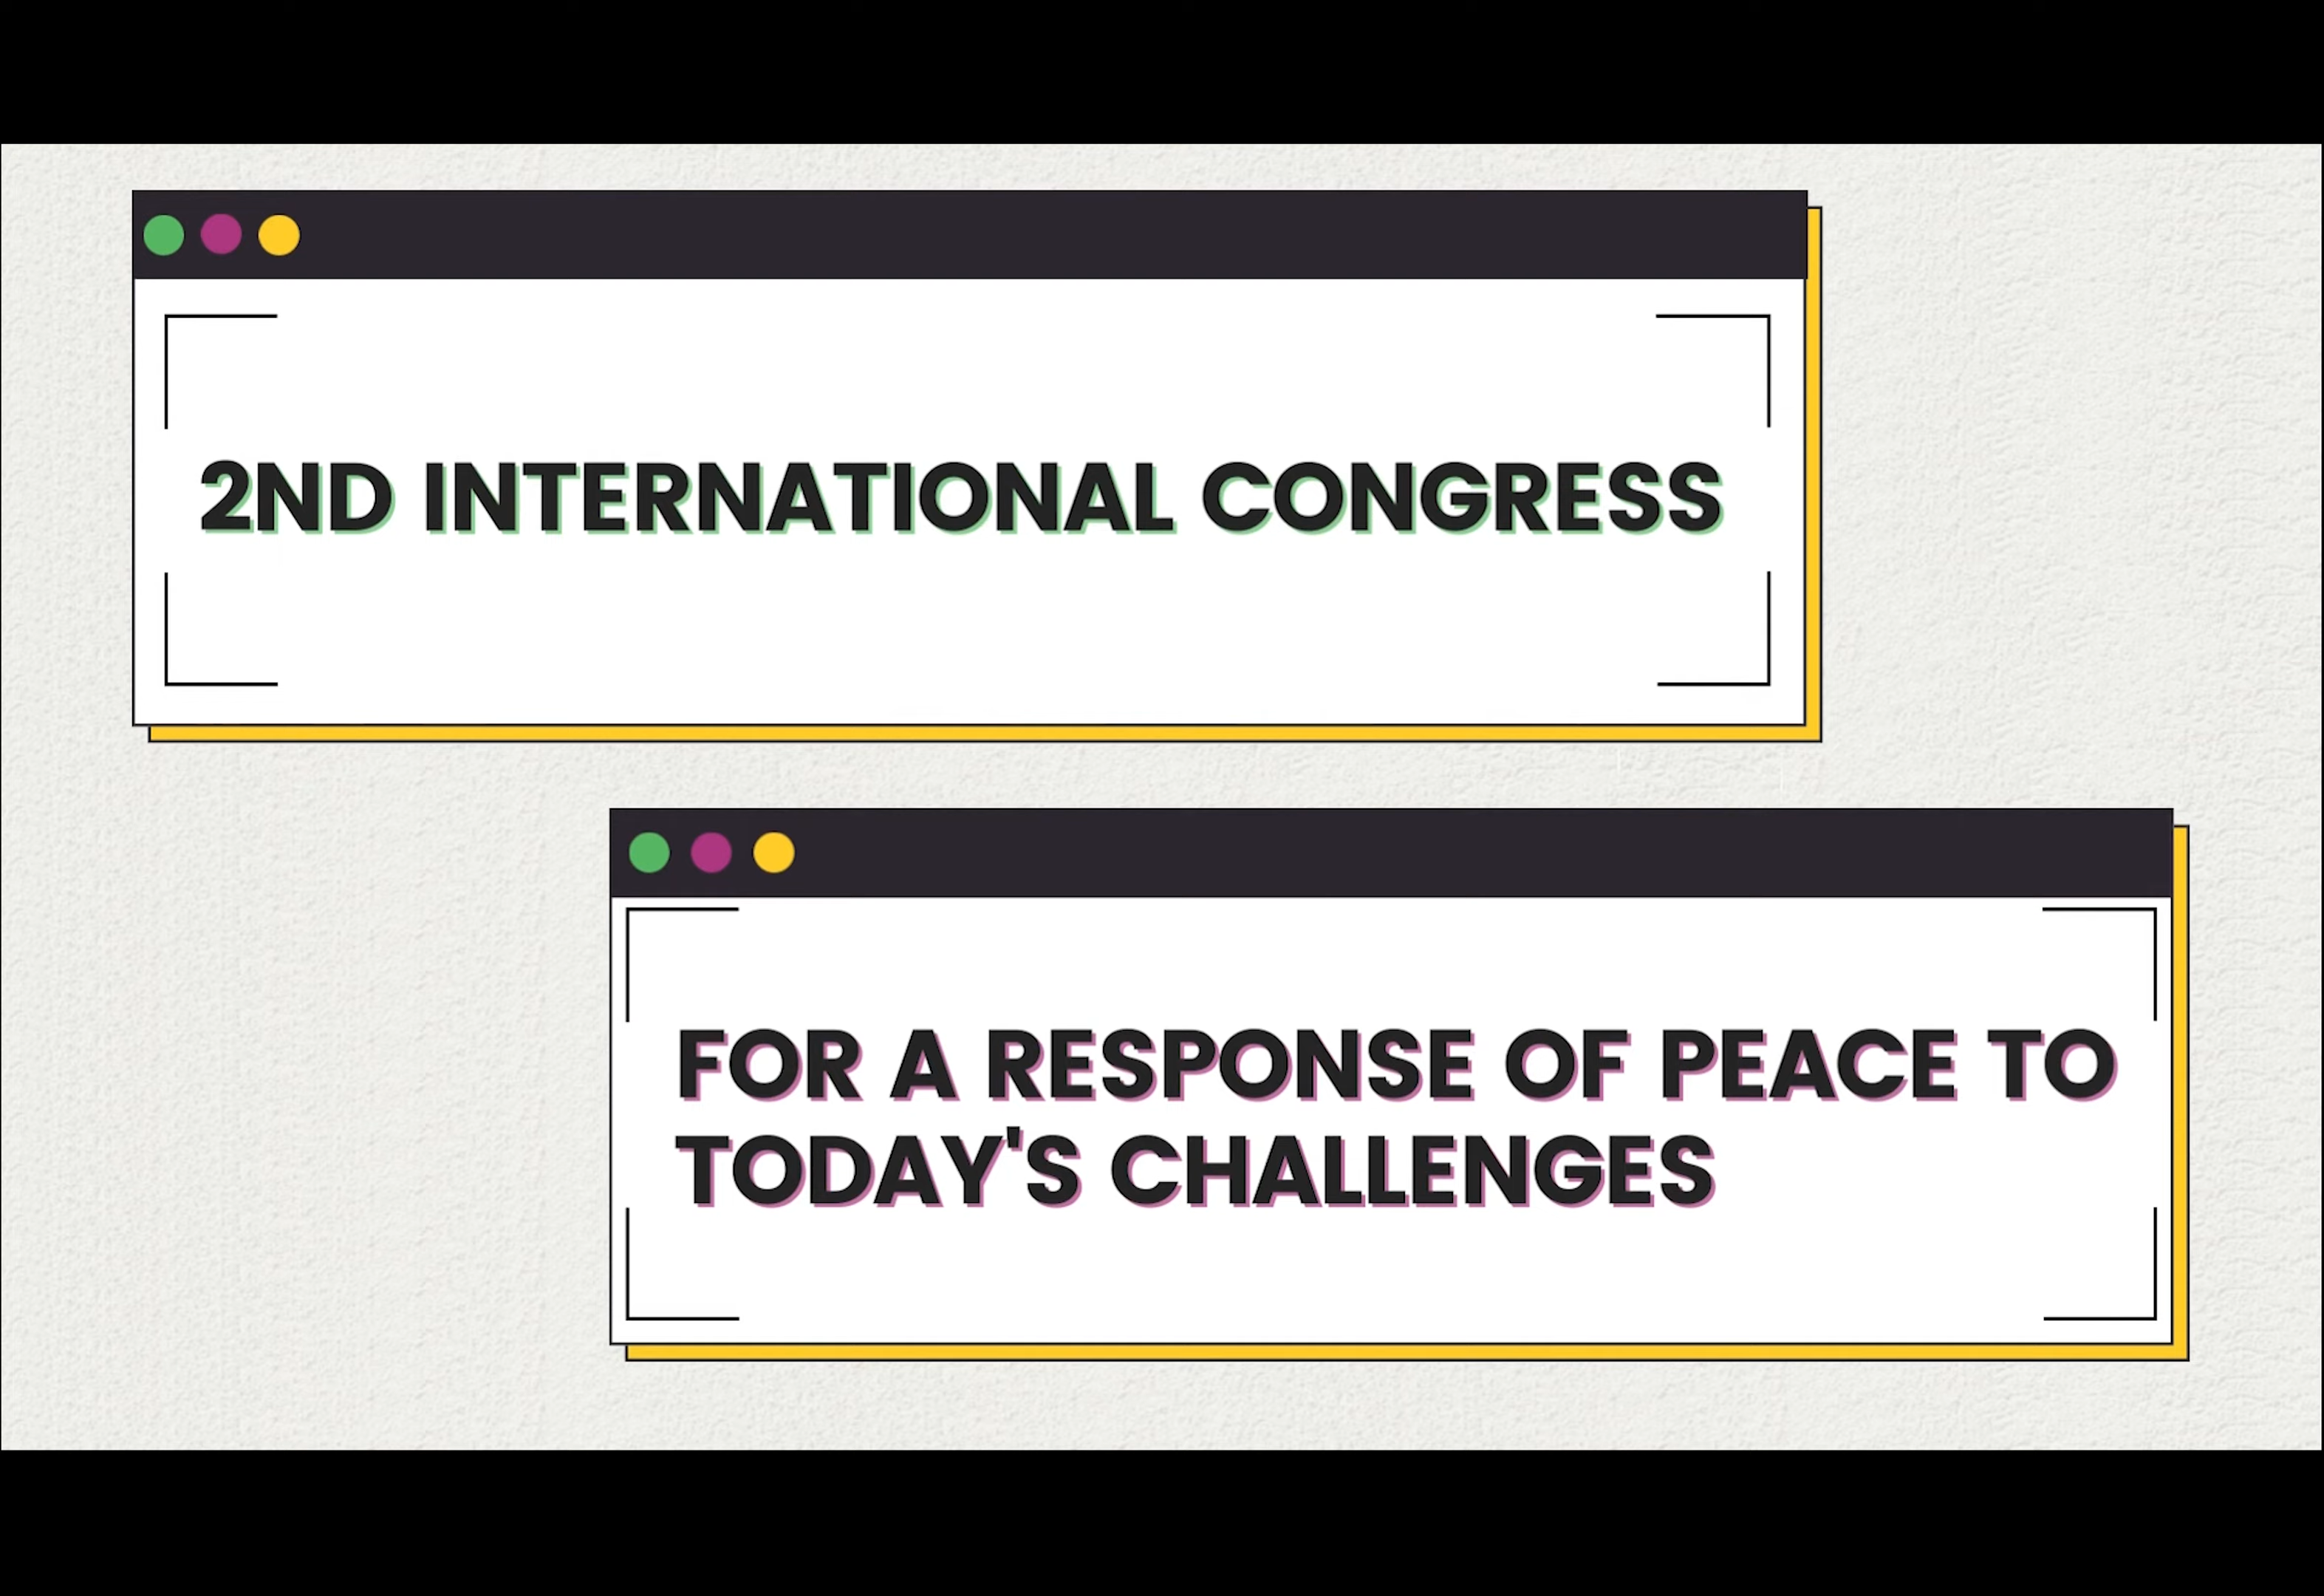 2ND INTERNATIONAL CONGRESS
FOR A RESPONSE OF PEACE TO
TODAY'S CHALLENGES